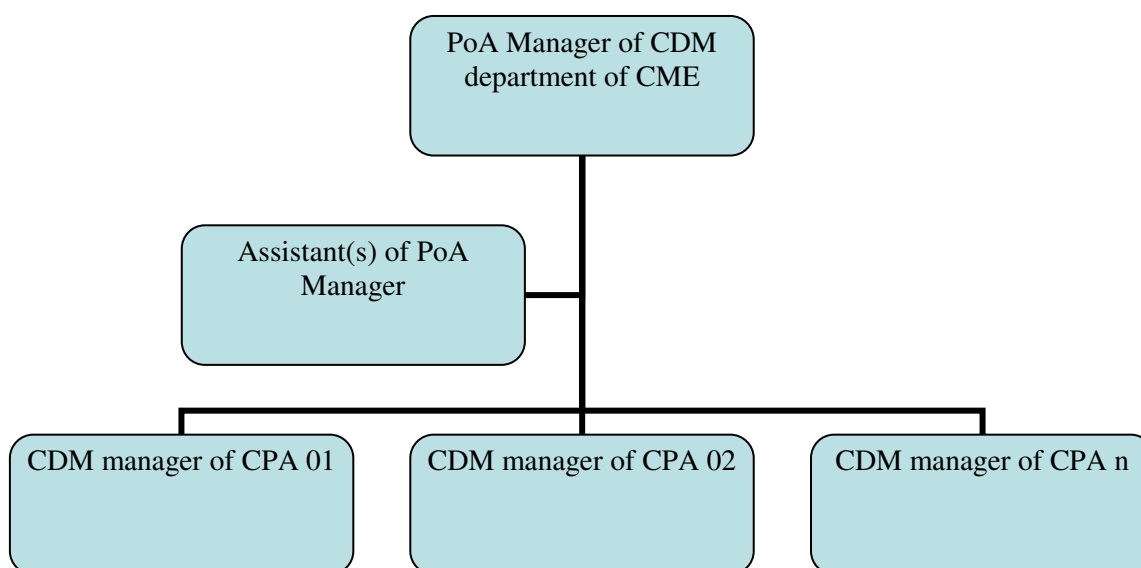 PoA Manager of CDM
department of CME
Assistant(s) of PoA
Manager
CDM manager of CPA 01
CDM manager of CPA 02
CDM manager of CPA n